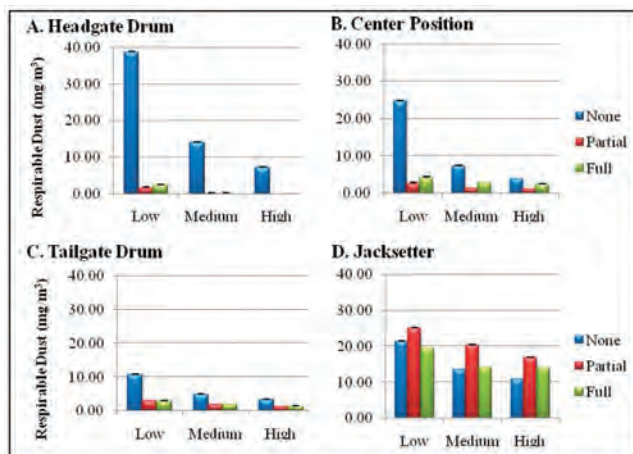 A. Headgate Drum
Respirable Dust (mg/m³)
40.00
30.00
20.00
10.00
0.00
Low Medium High
B. Center Position
40.00
30.00
20.00
10.00
0.00
Low Medium High
None
Partial
Full
C. Tailgate Drum
Respirable Dust (mg/m³)
40.00
30.00
20.00
10.00
0.00
Low Medium High
D. Jacksetter
40.00
30.00
20.00
10.00
0.00
Low Medium High
None
Partial
Full